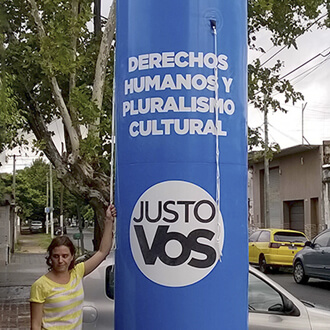 DERECHOS
HUMANOS Y
PLURALISMO
CULTURAL
JUSTO
VOS